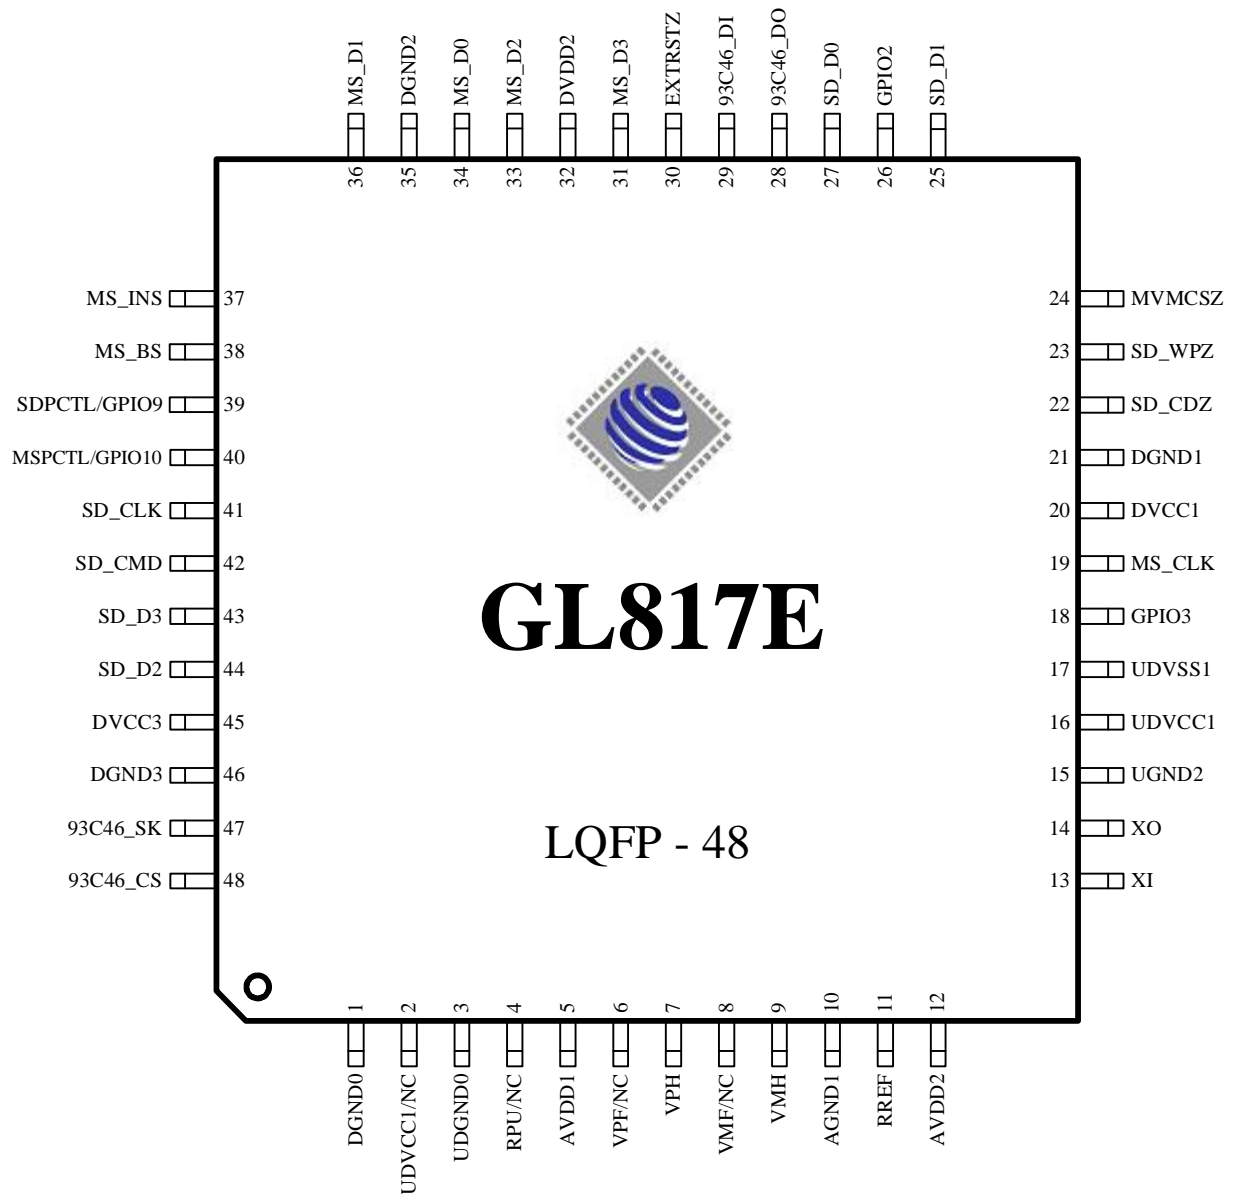 MS_D1
DGND2
MS_D0
MS_D2
DVDD2
MS_D3
EXTRSTZ
93C46_DI
93C46_DO
SD_D0
GPIO2
SD_D1
36
35
34
33
32
31
30
29
28
27
26
25
MS_INS 37
MS_BS 38
SDPCTL/GPIO9 39
MSPCTL/GPIO10 40
SD_CLK 41
SD_CMD 42
SD_D3 43
SD_D2 44
DVCC3 45
DGND3 46
93C46_SK 47
93C46_CS 48
24 MVMCSZ
23 SD_WPZ
22 SD_CDZ
21 DGND1
20 DVCC1
19 MS_CLK
18 GPIO3
17 UDVSS1
16 UDVCC1
15 UGND2
14 XO
13 XI
GL817E
LQFP - 48
1
2
3
4
5
6
7
8
9
10
11
12
DGND0
UDVCC1/NC
UDGND0
RPU/NC
AVDD1
VPF/NC
VPH
VMF/NC
VMH
AGND1
RREF
AVDD2